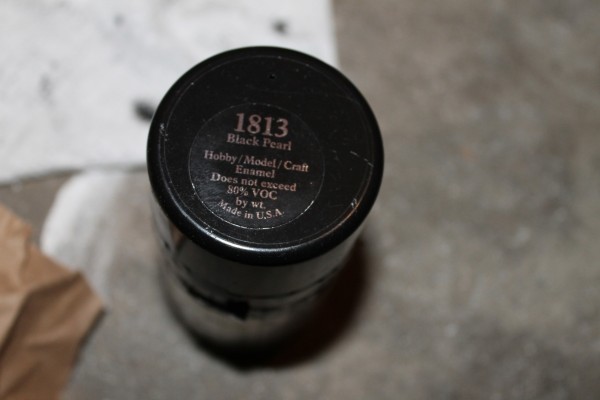 1813
Black Pearl
Hobby/Model/Craft
Enamel
Does not exceed
80% VOC
by wt.
Made in U.S.A.